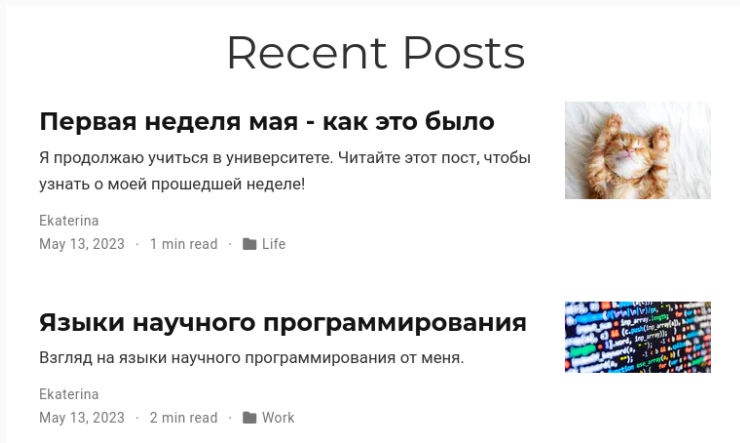 Recent Posts
Первая неделя мая - как это было
Я продолжаю учиться в университете. Читайте этот пост, чтобы
узнать о моей прошедшей неделе!
Ekaterina
May 13, 2023 · 1 min read · Life
Языки научного программирования
Взгляд на языки научного программирования от меня.
Ekaterina
May 13, 2023 · 2 min read · Work